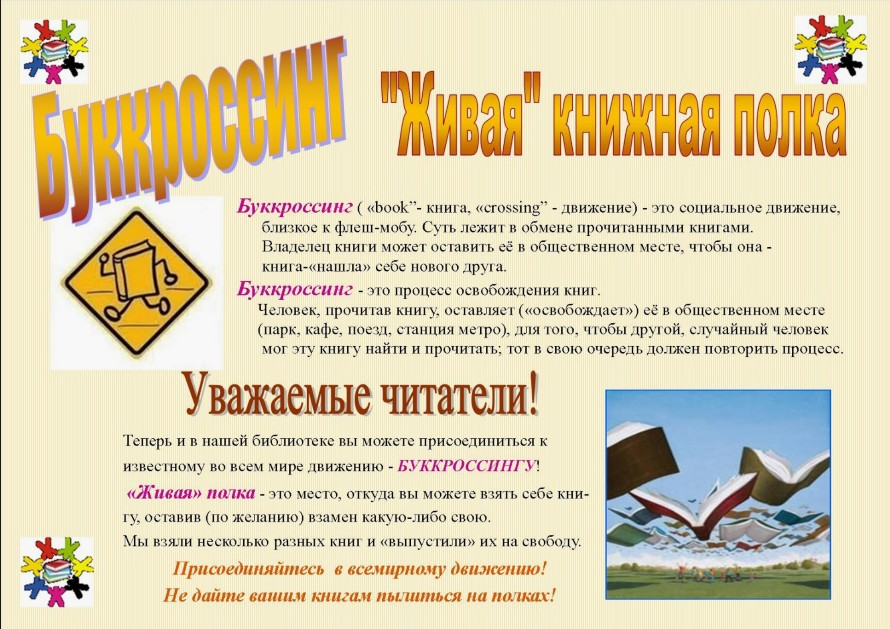 Буккроссинг
"Живая" книжная полка
Буккроссинг ( «book”- книга, «crossing” - движение) - это социальное движение,
близкое к флеш-мобу. Суть лежит в обмене прочитанными книгами.
Владелец книги может оставить её в общественном месте, чтобы она -
книга-«нашла» себе нового друга.
Буккроссинг - это процесс освобождения книг.
Человек, прочитав книгу, оставляет («освобождает») её в общественном месте
(парк, кафе, поезд, станция метро), для того, чтобы другой, случайный человек
мог эту книгу найти и прочитать; тот в свою очередь должен повторить процесс.
Уважаемые читатели!
Теперь и в нашей библиотеке вы можете присоединиться к
известному во всем мире движению - БУККРОССИНГУ!
«Живая» полка - это место, откуда вы можете взять себе кни-
гу, оставив (по желанию) взамен какую-либо свою.
Мы взяли несколько разных книг и «выпустили» их на свободу.
Присоединяйтесь в всемирному движению!
Не дайте вашим книгам пылиться на полках!